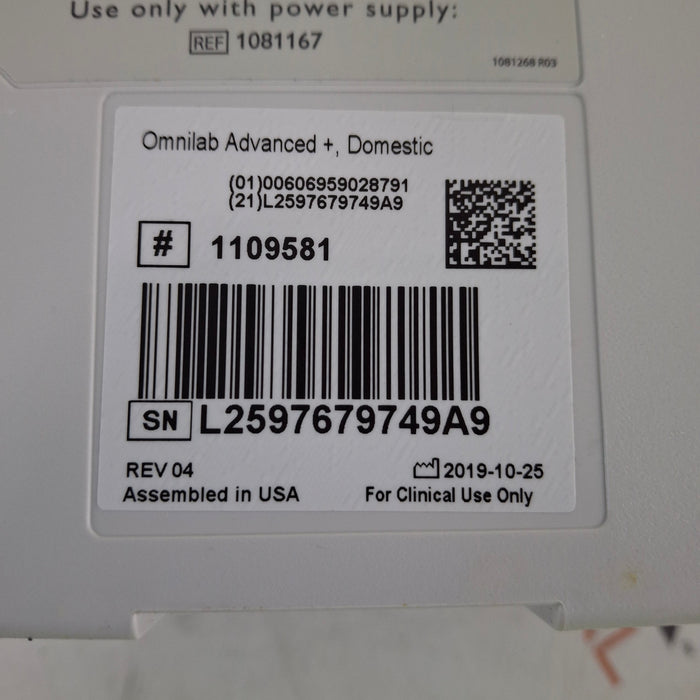 Use only with power supply:
REF 1081167
1081268 R03
Omnilab Advanced +, Domestic
(01)00606959028791
(21)L2597679749A9
# 1109581
SN L2597679749A9
REV 04 2019-10-25
Assembled in USA For Clinical Use Only